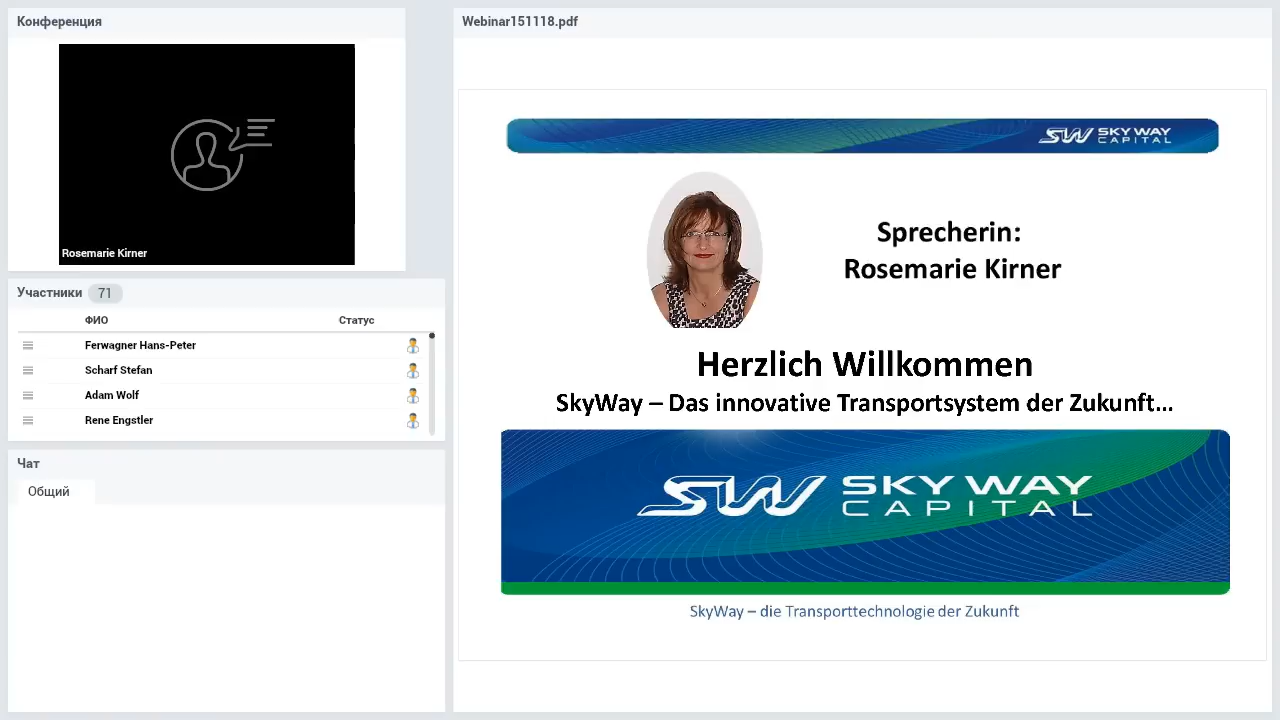 Конференция
Rosemarie Kirner
Участники 71
ФИО Статус
Ferwagner Hans-Peter
Scharf Stefan
Adam Wolf
Rene Engstler
Чат
Общий
Webinar151118.pdf
SW SKY WAY
CAPITAL
Sprecherin:
Rosemarie Kirner
Herzlich Willkommen
SkyWay – Das innovative Transportsystem der Zukunft...
SW SKY WAY
CAPITAL
SkyWay – die Transporttechnologie der Zukunft